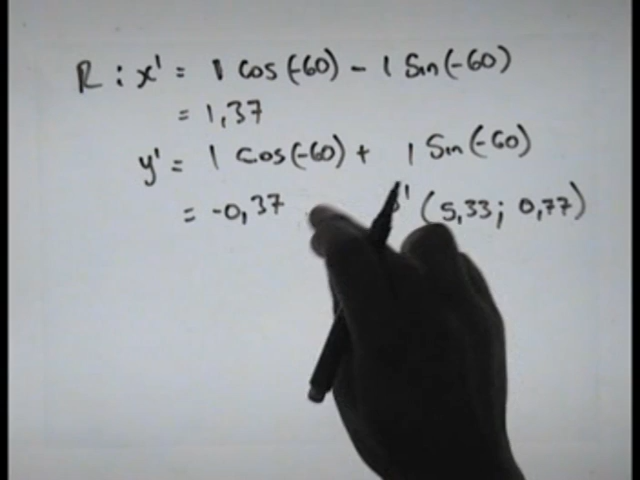 R : x' = 1 cos(-60) - 1 Sin(-60)
= 1,37
y' = 1 cos(-60) + 1 Sin(-60)
= -0,37 (5,33; 0,77)